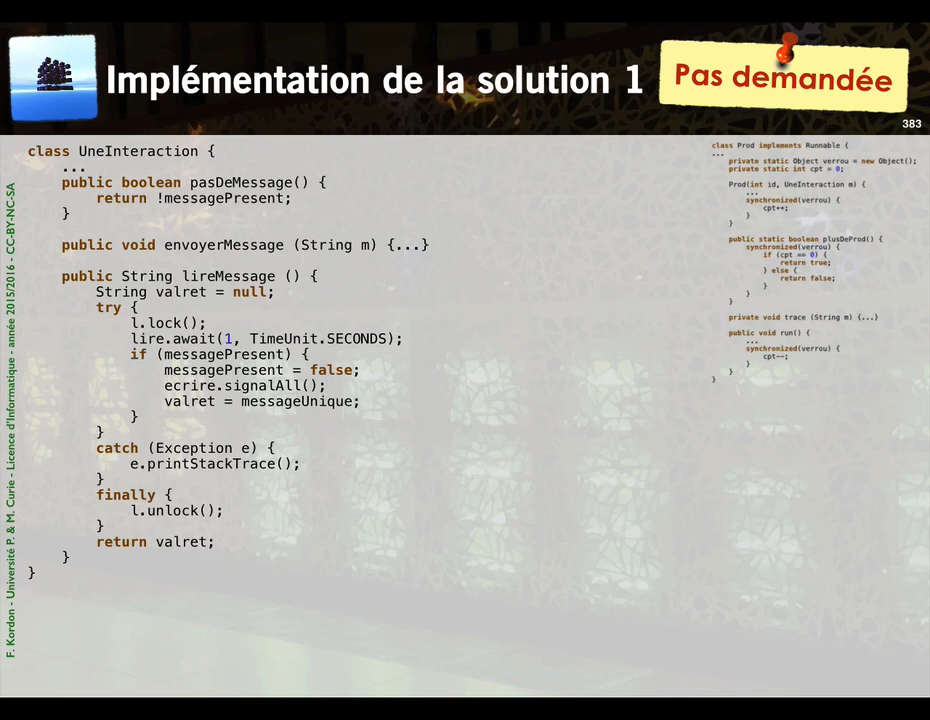 Implémentation de la solution 1
Pas demandée
383
class UneInteraction {
...
public boolean pasDeMessage() {
return !messagePresent;
}
public void envoyerMessage (String m) {...}
public String lireMessage () {
String valret = null;
try {
l.lock();
lire.await(1, TimeUnit.SECONDS);
if (messagePresent) {
messagePresent = false;
ecrire.signalAll();
valret = messageUnique;
}
}
catch (Exception e) {
e.printStackTrace();
}
finally {
l.unlock();
}
return valret;
}
}
class Prod implements Runnable {
...
private static Object verrou = new Object();
private static int cpt = 0;
Prod(int id, UneInteraction m) {
...
synchronized(verrou) {
cpt++;
}
}
public static boolean plusDeProd() {
synchronized(verrou) {
if (cpt == 0) {
return true;
} else {
return false;
}
}
}
private void trace (String m) {...}
public void run() {
...
synchronized(verrou) {
cpt--;
}
}
}
F. Kordon - Université P. & M. Curie - Licence d'Informatique - année 2015/2016 - CC-BY-NC-SA